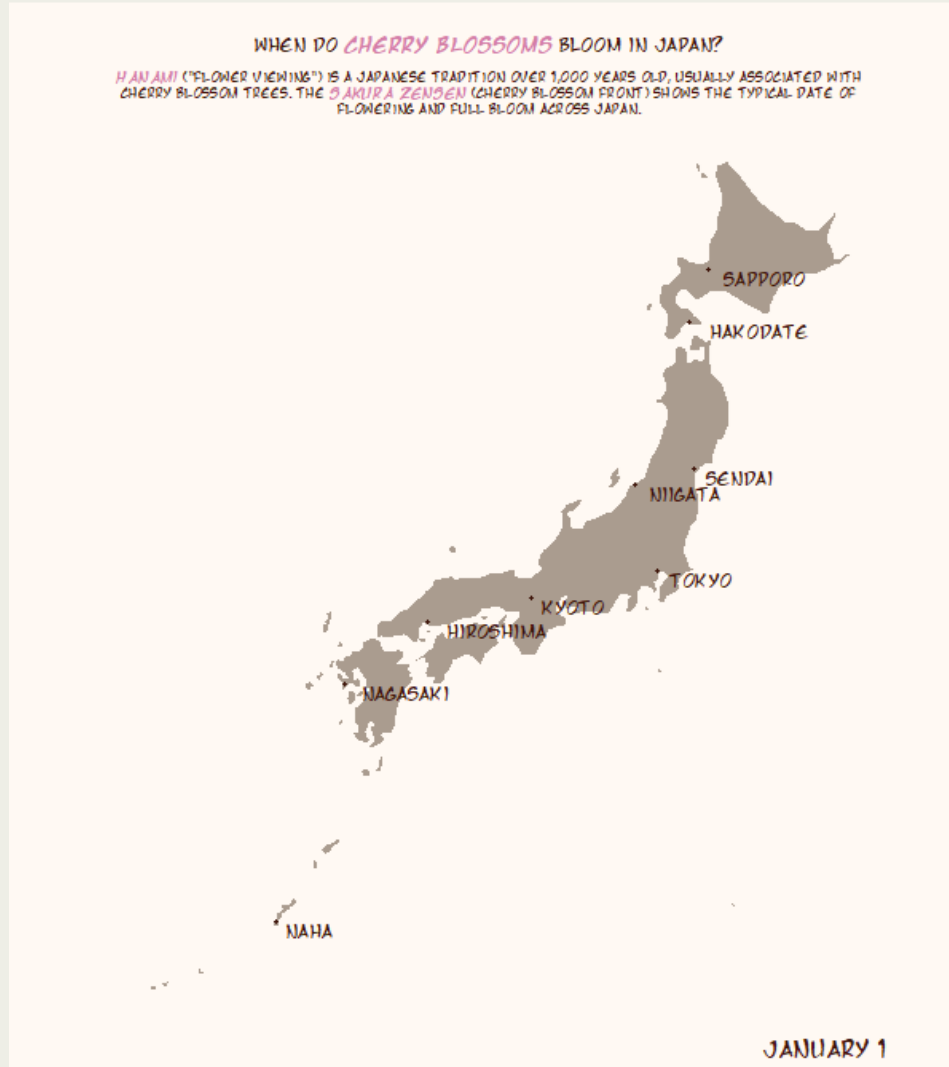 WHEN DO CHERRY BLOSSOMS BLOOM IN JAPAN?
HANAMI ("FLOWER VIEWING") IS A JAPANESE TRADITION OVER 1,000 YEARS OLD, USUALLY ASSOCIATED WITH
CHERRY BLOSSOM TREES. THE SAKURA ZENSEN (CHERRY BLOSSOM FRONT) SHOWS THE TYPICAL DATE OF
FLOWERING AND FULL BLOOM ACROSS JAPAN.
SAPPORO
HAKODATE
SENDAI
NIIGATA
TOKYO
KYOTO
HIROSHIMA
NAGASAKI
NAHA
JANUARY 1